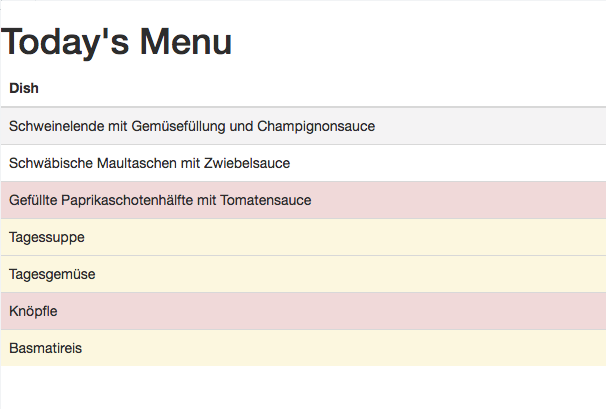 Today's Menu
Dish
Schweinelende mit Gemüsefüllung und Champignonsauce
Schwäbische Maultaschen mit Zwiebelsauce
Gefüllte Paprikaschotenhälfte mit Tomatensauce
Tagessuppe
Tagesgemüse
Knöpfle
Basmatireis